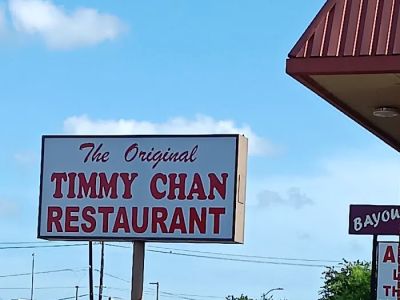 The Original
TIMMY CHAN
RESTAURANT
BAYOU